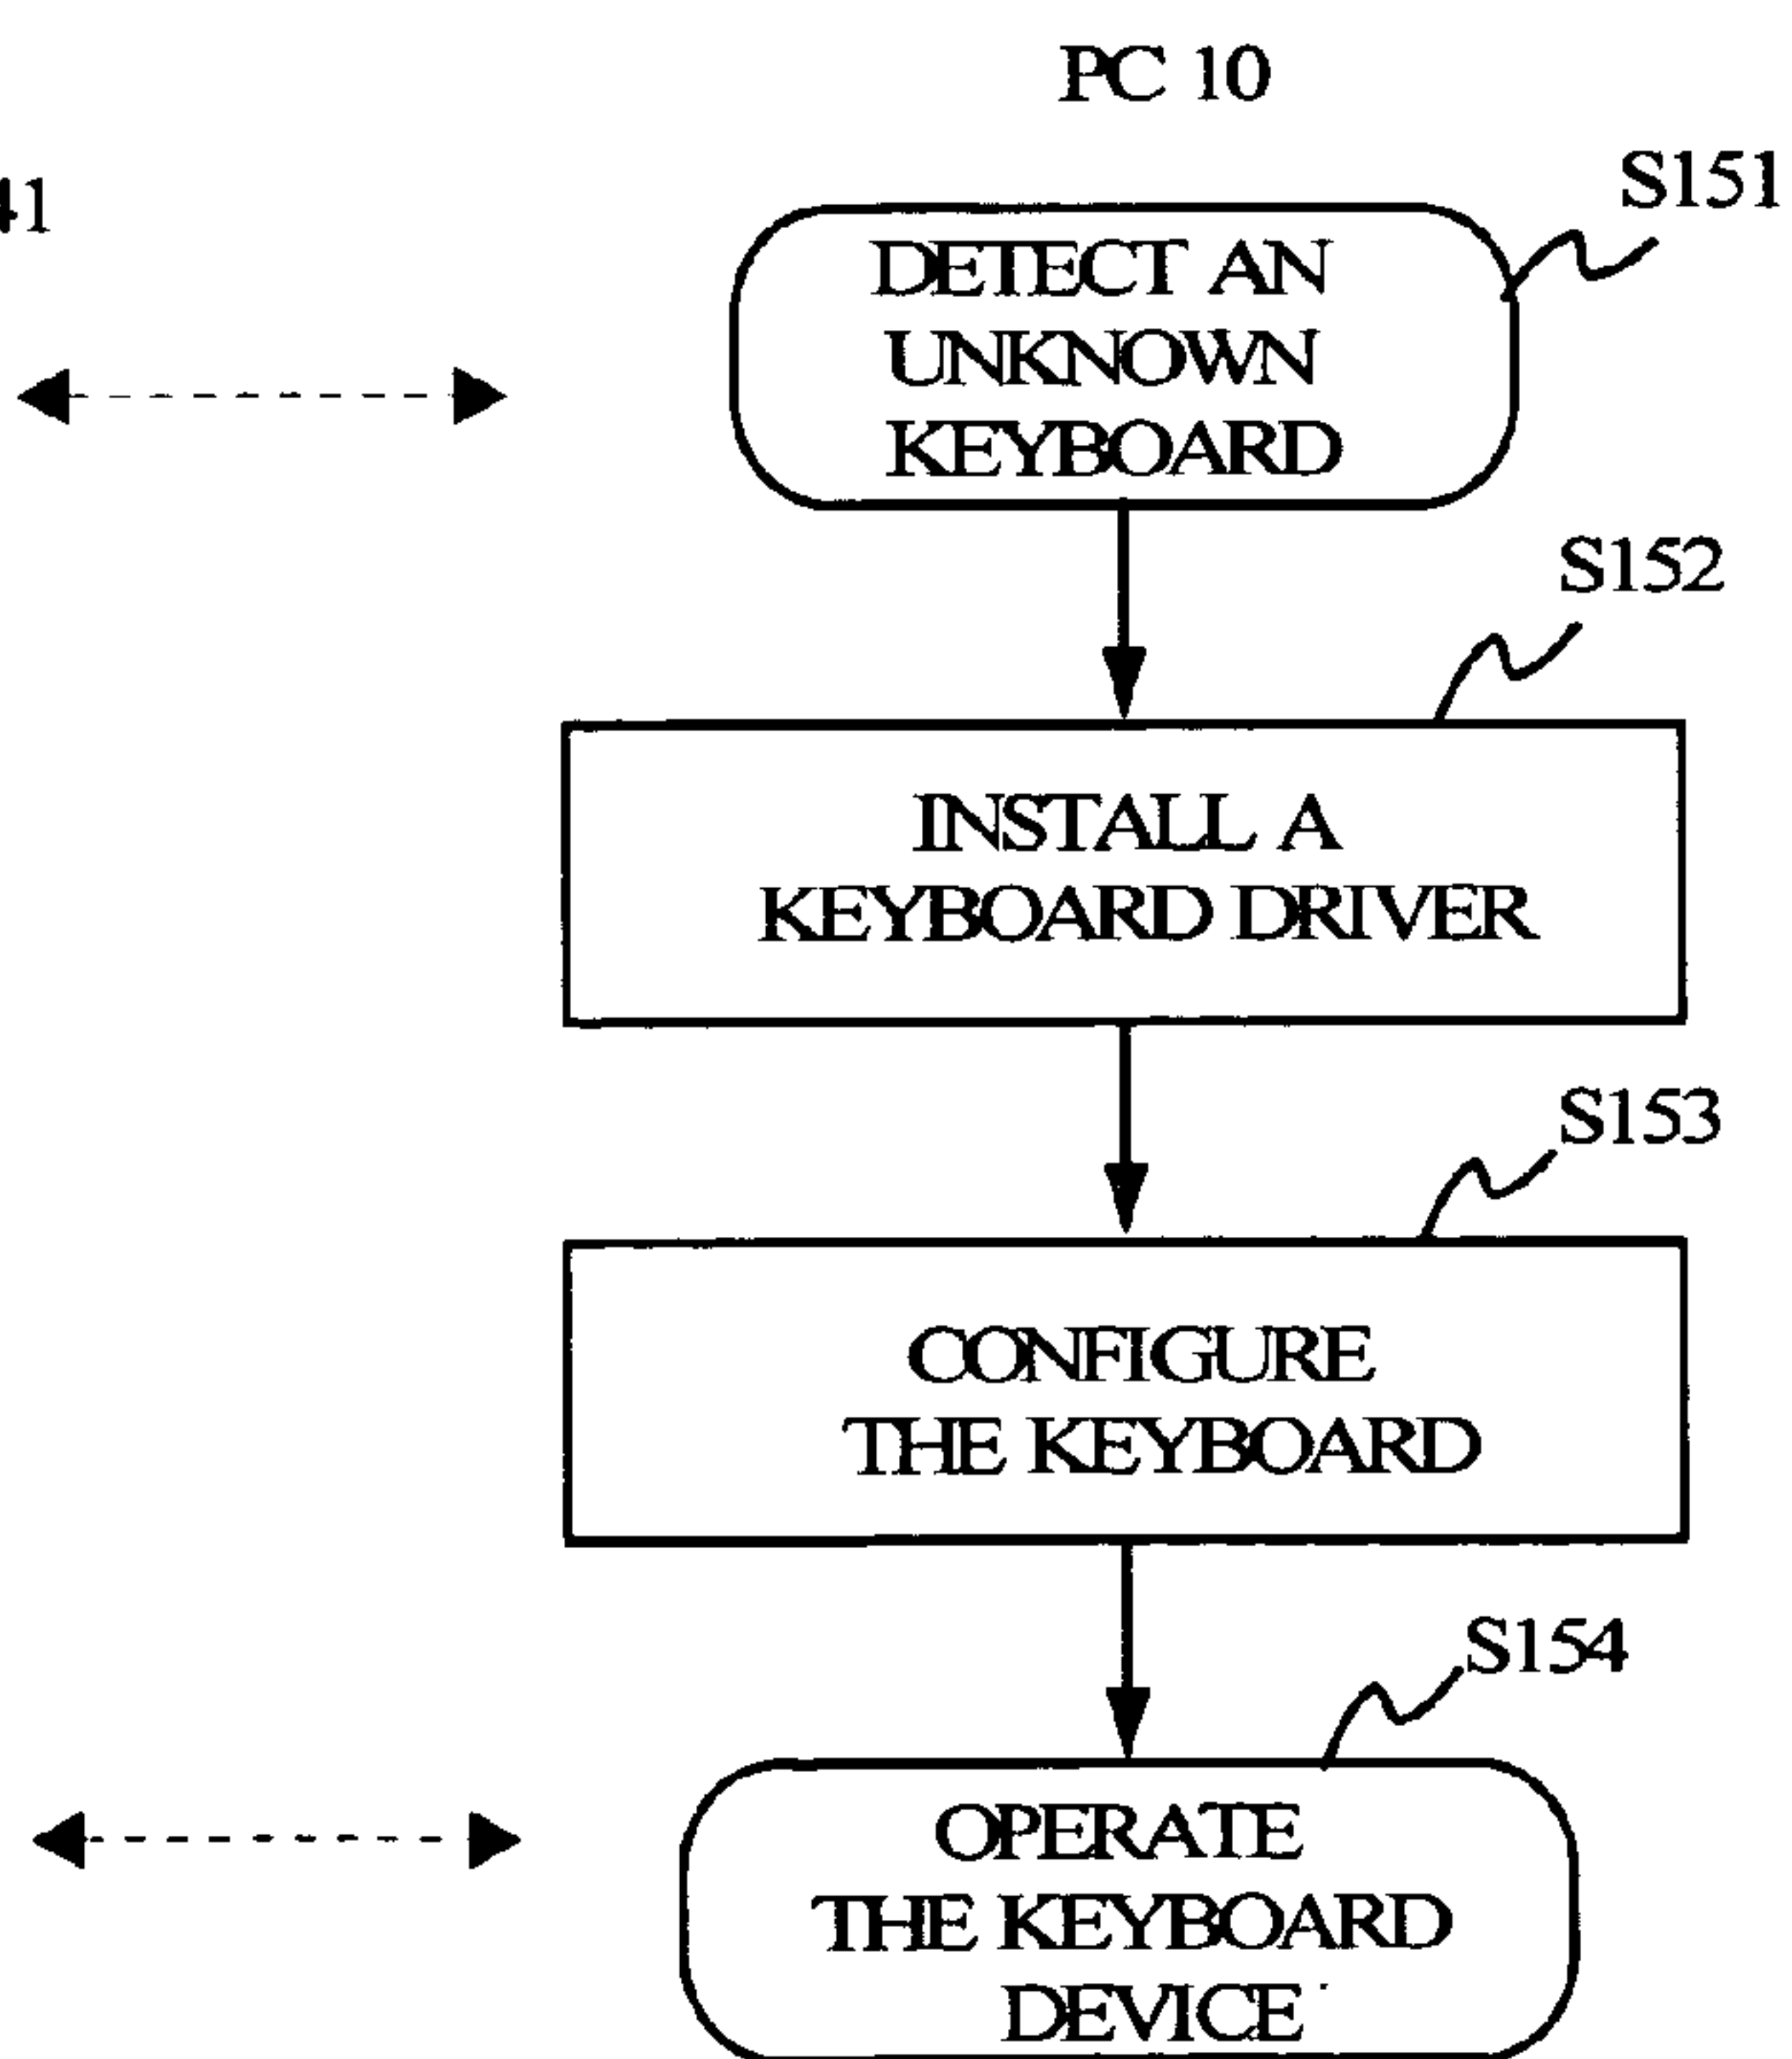 PC 10
41
S151
DETECT AN
UNKNOWN
KEYBOARD
S152
INSTALL A
KEYBOARD DRIVER
S153
CONFIGURE
THE KEYBOARD
S154
OPERATE
THE KEYBOARD
DEVICE